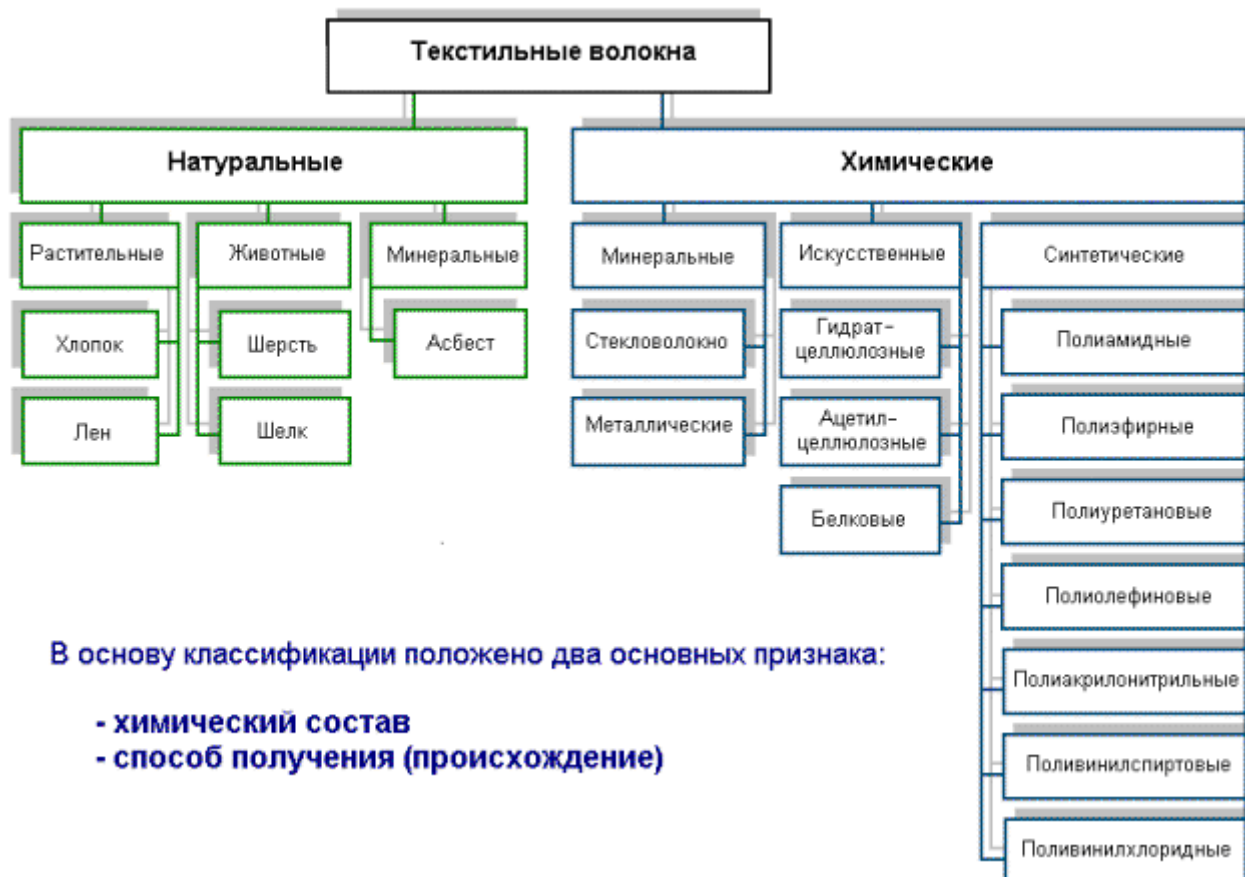 Текстильные волокна
Натуральные
Химические
Растительные
Животные
Минеральные
Минеральные
Искусственные
Синтетические
Хлопок
Шерсть
Асбест
Стекловолокно
Гидрат-
целлюлозные
Полиамидные
Лен
Шелк
Металлические
Ацетил-
целлюлозные
Полиэфирные
Белковые
Полиуретановые
Полиолефиновые
Полиакрилонитрильные
Поливинилспиртовые
Поливинилхлоридные
В основу классификации положено два основных признака:
- химический состав
- способ получения (происхождение)